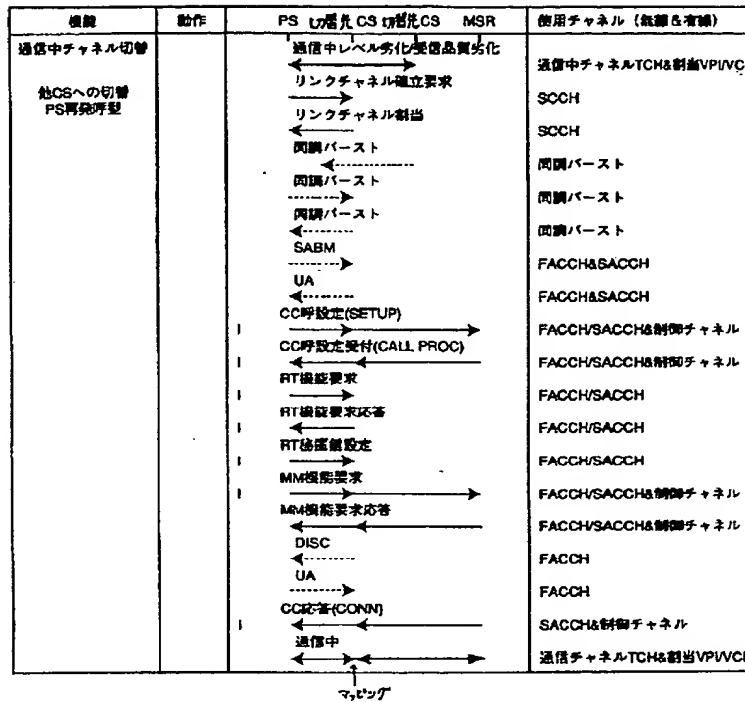 機能 動作 PS 切替先CS 切替元CS MSR 使用チャネル (無線&有線)
通信中チャネル切替 通信中レベル劣化/受信品質劣化
通信中チャネルTCH&割当VPI/VCI
他CSへの切替 リンクチャネル確立要求
PS再発呼型 SCCH
リンクチャネル割当
SCCH
同調バースト
同調バースト
同調バースト
同調バースト
同調バースト
同調バースト
SABM
FACCH&SACCH
UA
FACCH&SACCH
CC呼設定(SETUP)
I FACCH/SACCH&制御チャネル
CC呼設定受付(CALL PROC)
I FACCH/SACCH&制御チャネル
RT機能要求
I FACCH/SACCH
RT機能要求応答
I FACCH/SACCH
RT秘匿鍵設定
I FACCH/SACCH
MM機能要求
I FACCH/SACCH&制御チャネル
MM機能要求応答
FACCH/SACCH&制御チャネル
DISC
FACCH
UA
FACCH
CC応答(CONN)
I SACCH&制御チャネル
通信中
通信チャネルTCH&割当VPI/VCI
マッピング